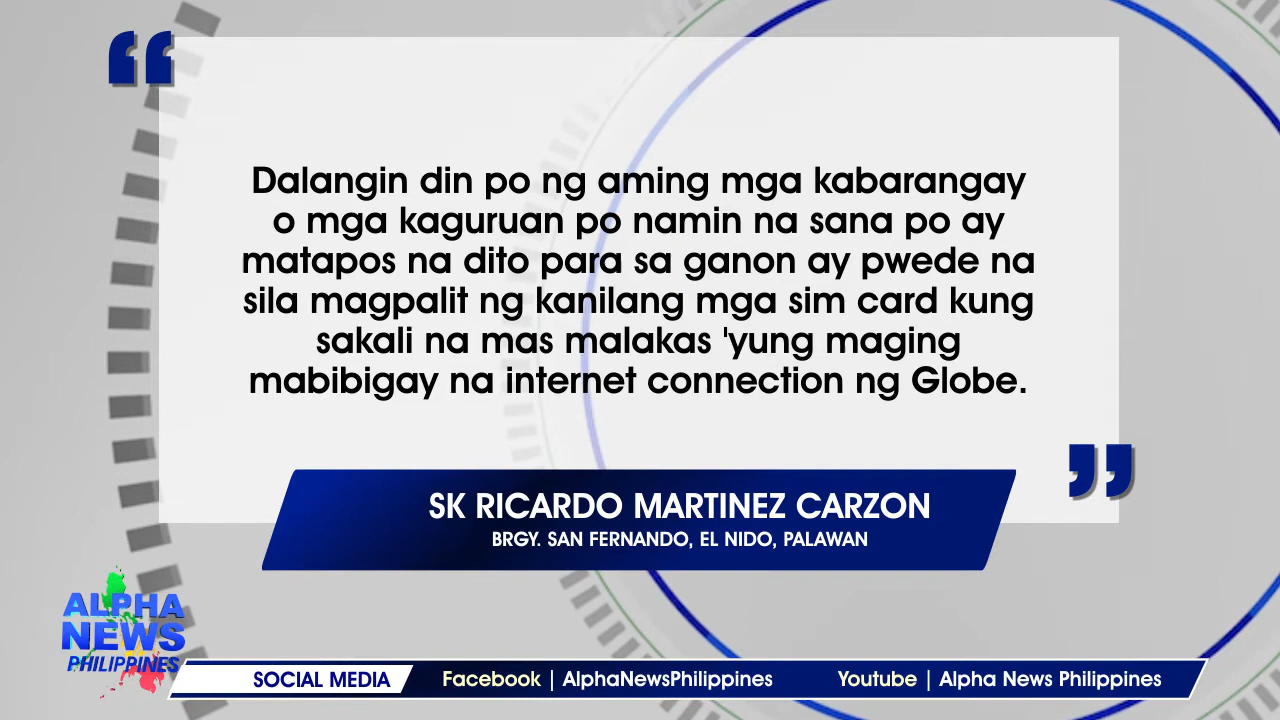 Dalangin din po ng aming mga kabarangay
o mga kaguruan po namin na sana po ay
matapos na dito para sa ganon ay pwede na
sila magpalit ng kanilang mga sim card kung
sakali na mas malakas 'yung maging
mabibigay na internet connection ng Globe.
SK RICARDO MARTINEZ CARZON
BRGY. SAN FERNANDO, EL NIDO, PALAWAN
ALPHA
NEWS
PHILIPPINES
SOCIAL MEDIA Facebook | AlphaNewsPhilippines Youtube | Alpha News Philippines